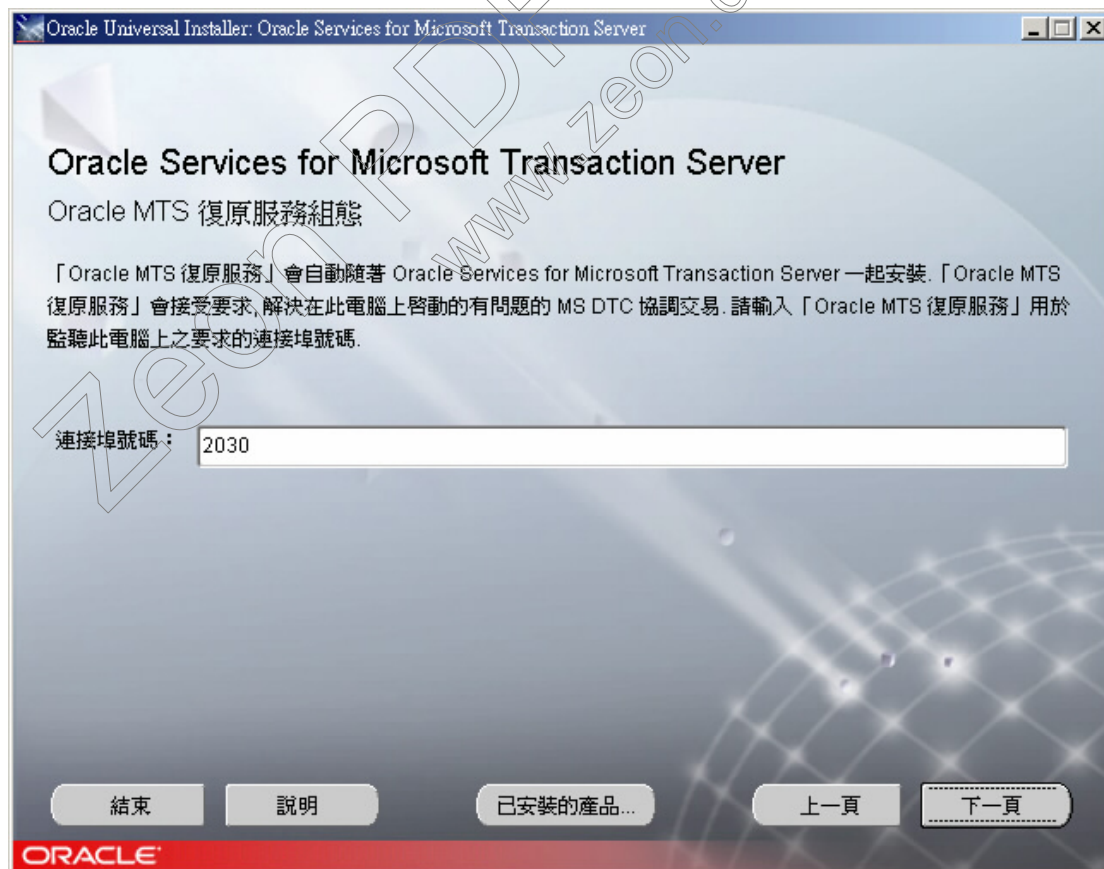 Oracle Universal Installer: Oracle Services for Microsoft Transaction Server
Oracle Services for Microsoft Transaction Server
Oracle MTS 復原服務組態
「Oracle MTS 復原服務」會自動隨著 Oracle Services for Microsoft Transaction Server 一起安裝.「Oracle MTS
復原服務」會接受要求,解決在此電腦上啟動的有問題的 MS DTC 協調交易.請輸入「Oracle MTS 復原服務」用於
監聽此電腦上之要求的連接埠號碼.
連接埠號碼：
2030
結束
說明
已安裝的產品...
上一頁
下一頁
ORACLE
Zeon PD
www.zeon.